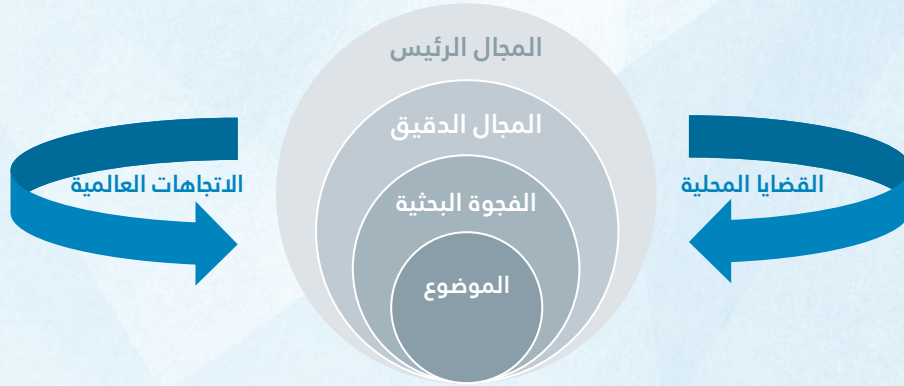 المجال الرئيس
المجال الدقيق
القضايا المحلية
الاتجاهات العالمية
الفجوة البحثية
الموضوع